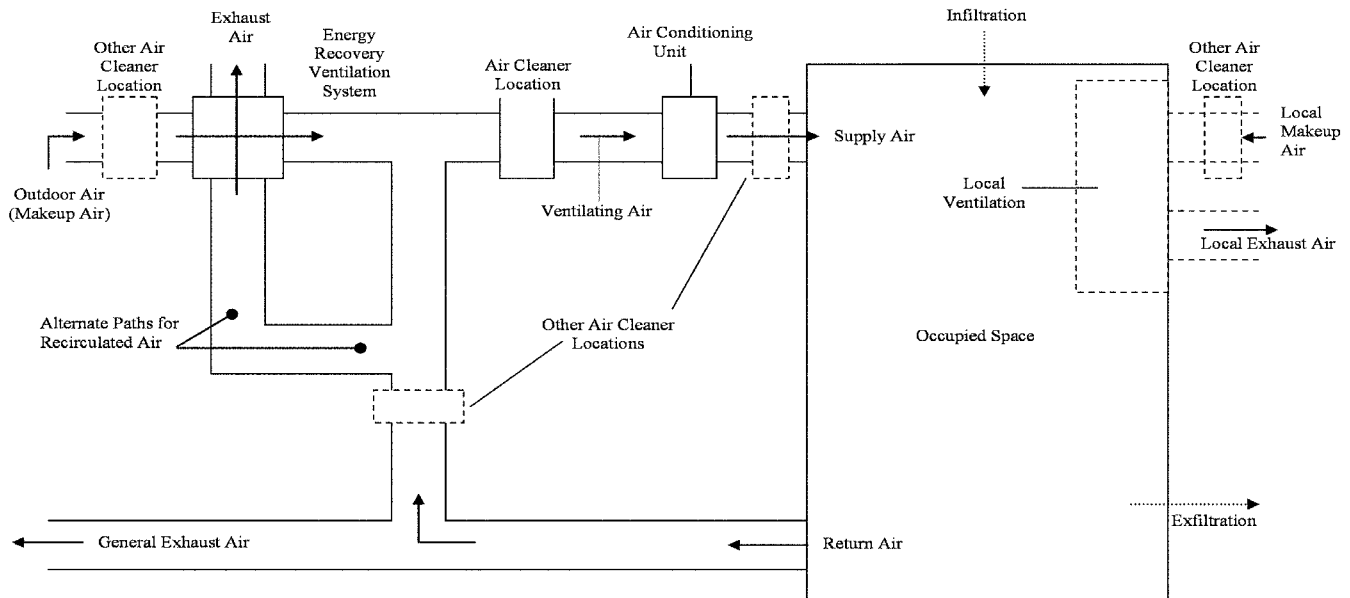 Exhaust
Air
Other Air
Cleaner
Location
Energy
Recovery
Ventilation
System
Air Cleaner
Location
Air Conditioning
Unit
Infiltration
Other Air
Cleaner
Location
Supply Air
Local
Makeup
Air
Outdoor Air
(Makeup Air)
Ventilating Air
Local
Ventilation
Local Exhaust Air
Alternate Paths for
Recirculated Air
Other Air Cleaner
Locations
Occupied Space
Exfiltration
General Exhaust Air
Return Air